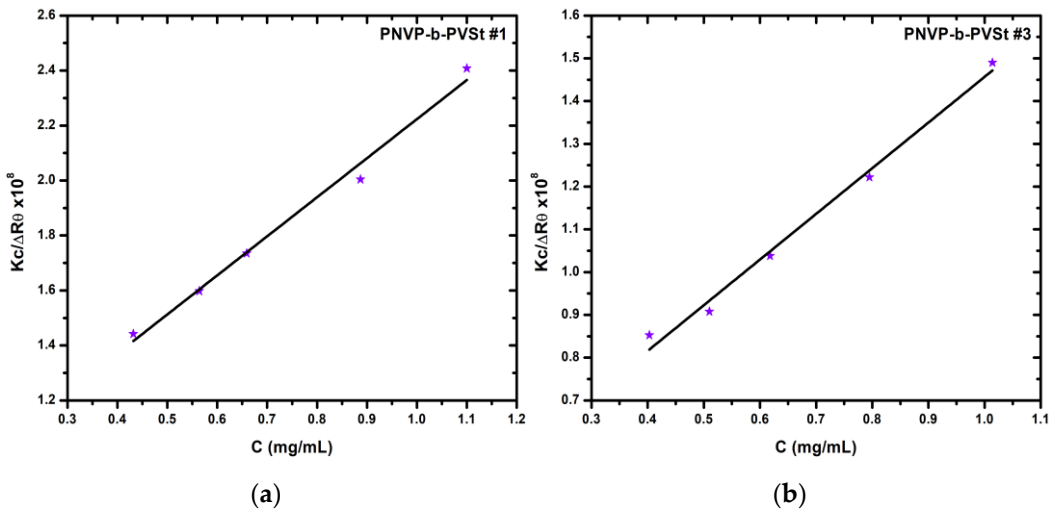 PNVP-b-PVSt #1
Kc/ΔRθ x10⁸
2.6
2.4
2.2
2.0
1.8
1.6
1.4
1.2
0.3 0.4 0.5 0.6 0.7 0.8 0.9 1.0 1.1 1.2
C (mg/mL)
(a)
PNVP-b-PVSt #3
Kc/ΔRθ x10⁸
1.6
1.5
1.4
1.3
1.2
1.1
1.0
0.9
0.8
0.7
0.3 0.4 0.5 0.6 0.7 0.8 0.9 1.0 1.1
C (mg/mL)
(b)